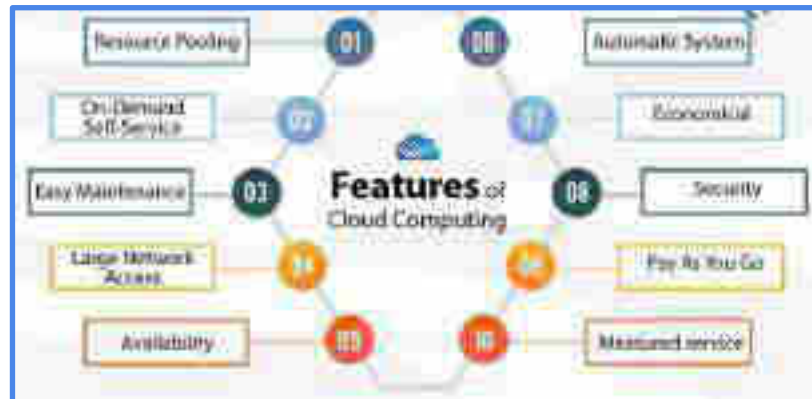 Resource Pooling
01
06
Automatic System
On-Demand
Self-Service
02
07
Economical
Features of
Cloud Computing
Easy Maintenance
03
08
Security
Large Network
Access
04
Pay As You Go
Availability
05
10
Measured service